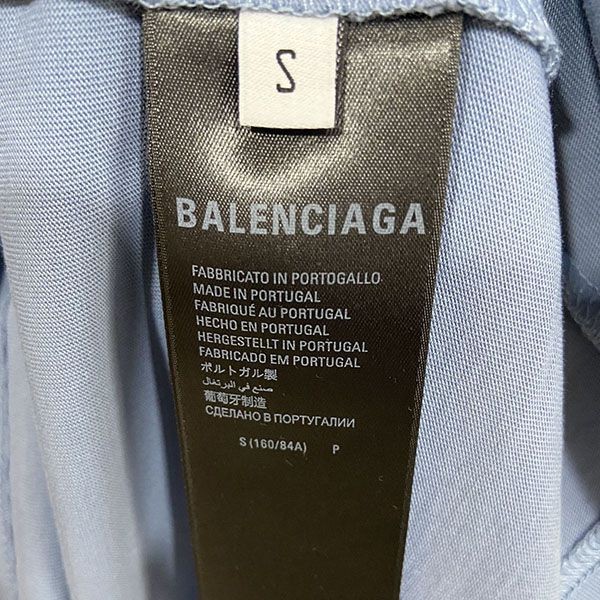 S
BALENCIAGA
FABBRICATO IN PORTOGALLO
MADE IN PORTUGAL
FABRIQUÉ AU PORTUGAL
HECHO EN PORTUGAL
HERGESTELLT IN PORTUGAL
FABRICADO EM PORTUGAL
ポルトガル製
صنع في البرتغال
葡萄牙制造
СДЕЛАНО В ПОРТУГАЛИИ
S (160/84A) P